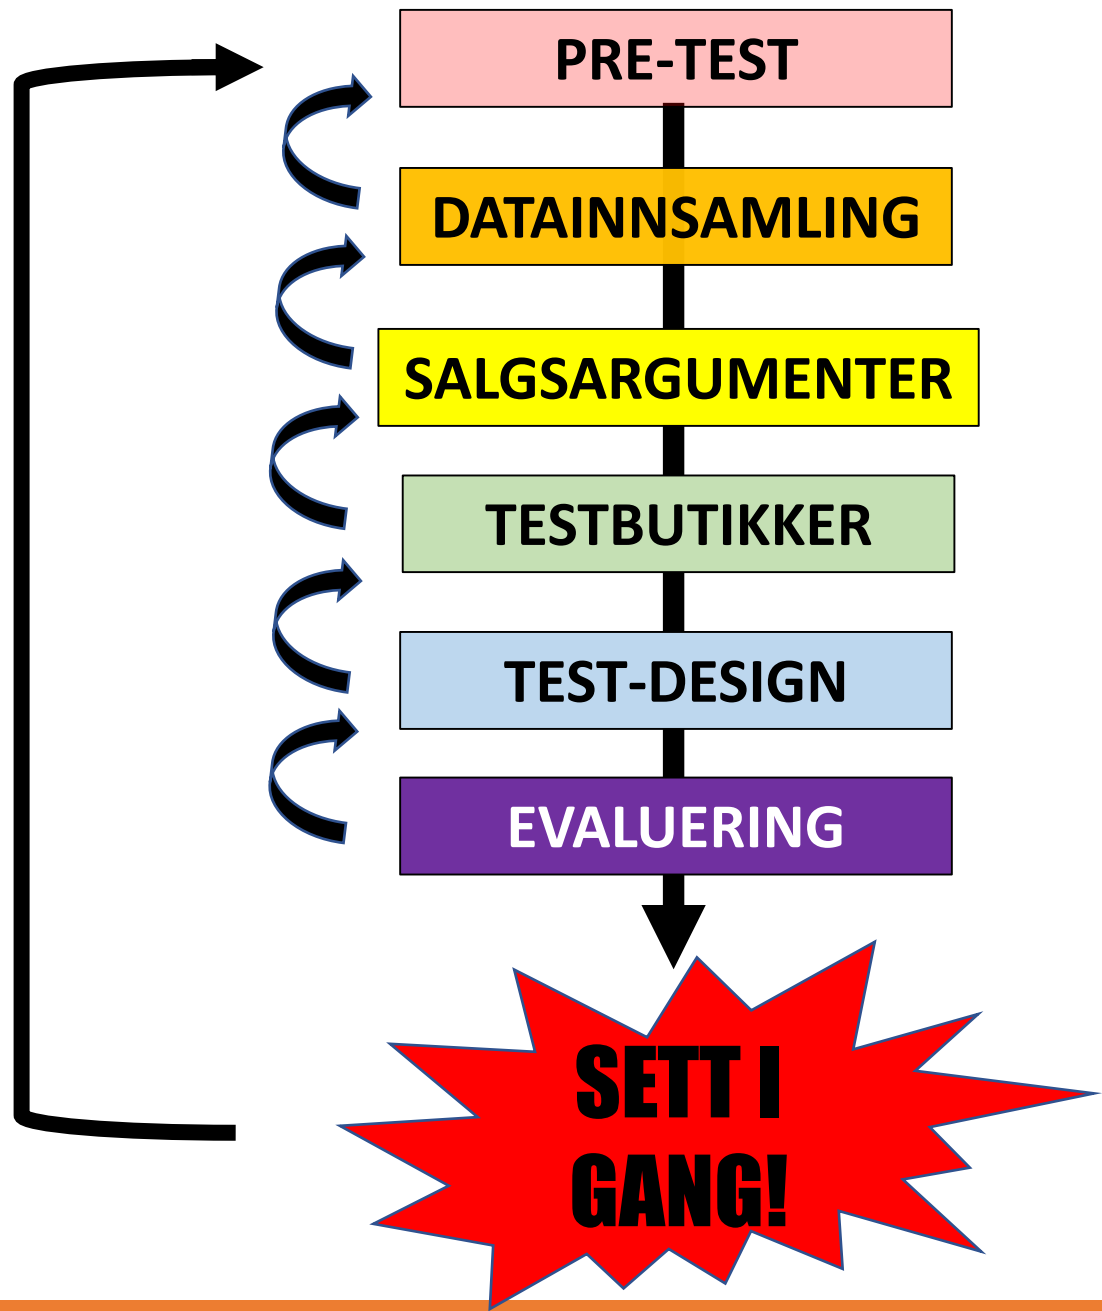 PRE-TEST
DATAINNSAMLING
SALGSARGUMENTER
TESTBUTIKKER
TEST-DESIGN
EVALUERING
SETT I
GANG!